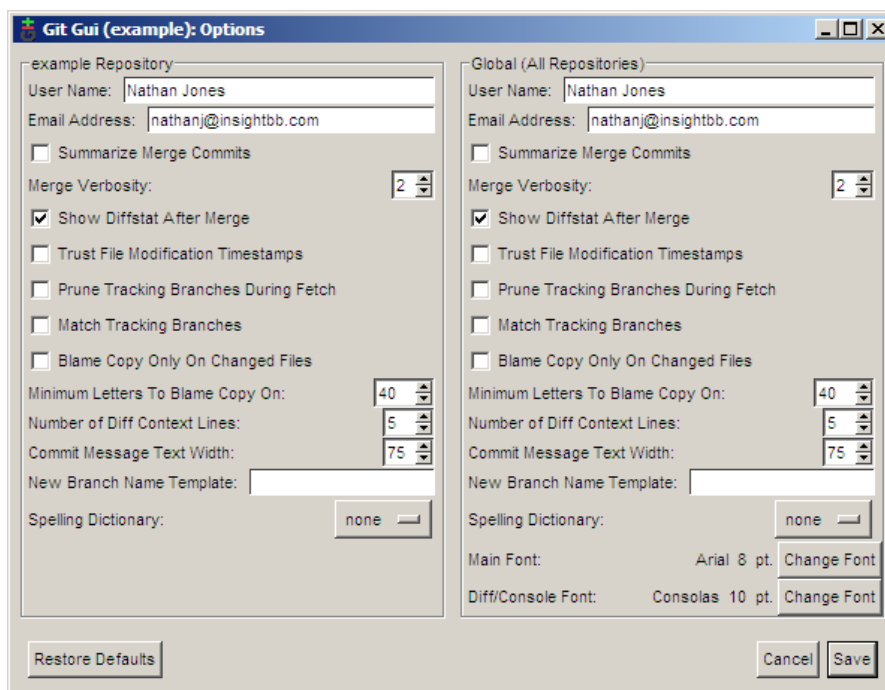 Git Gui (example): Options
example Repository
User Name: Nathan Jones
Email Address: nathanj@insightbb.com
Summarize Merge Commits
Merge Verbosity: 2
Show Diffstat After Merge
Trust File Modification Timestamps
Prune Tracking Branches During Fetch
Match Tracking Branches
Blame Copy Only On Changed Files
Minimum Letters To Blame Copy On: 40
Number of Diff Context Lines: 5
Commit Message Text Width: 75
New Branch Name Template:
Spelling Dictionary: none
Global (All Repositories)
User Name: Nathan Jones
Email Address: nathanj@insightbb.com
Summarize Merge Commits
Merge Verbosity: 2
Show Diffstat After Merge
Trust File Modification Timestamps
Prune Tracking Branches During Fetch
Match Tracking Branches
Blame Copy Only On Changed Files
Minimum Letters To Blame Copy On: 40
Number of Diff Context Lines: 5
Commit Message Text Width: 75
New Branch Name Template:
Spelling Dictionary: none
Main Font: Arial 8 pt. Change Font
Diff/Console Font: Consolas 10 pt. Change Font
Restore Defaults Cancel Save